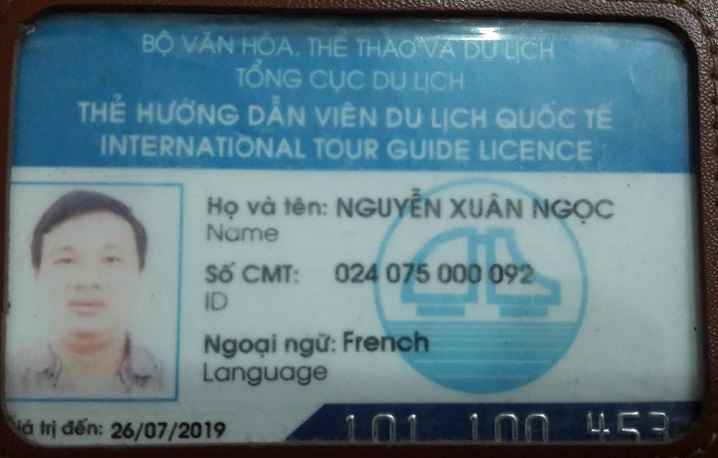 BỘ VĂN HÓA, THỂ THAO VÀ DU LỊCH
TỔNG CỤC DU LỊCH
THẺ HƯỚNG DẪN VIÊN DU LỊCH QUỐC TẾ
INTERNATIONAL TOUR GUIDE LICENCE
Họ và tên: NGUYỄN XUÂN NGỌC
Name
Số CMT: 024 075 000 092
ID
Ngoại ngữ: French
Language
trị đến: 26/07/2019
101 100 453